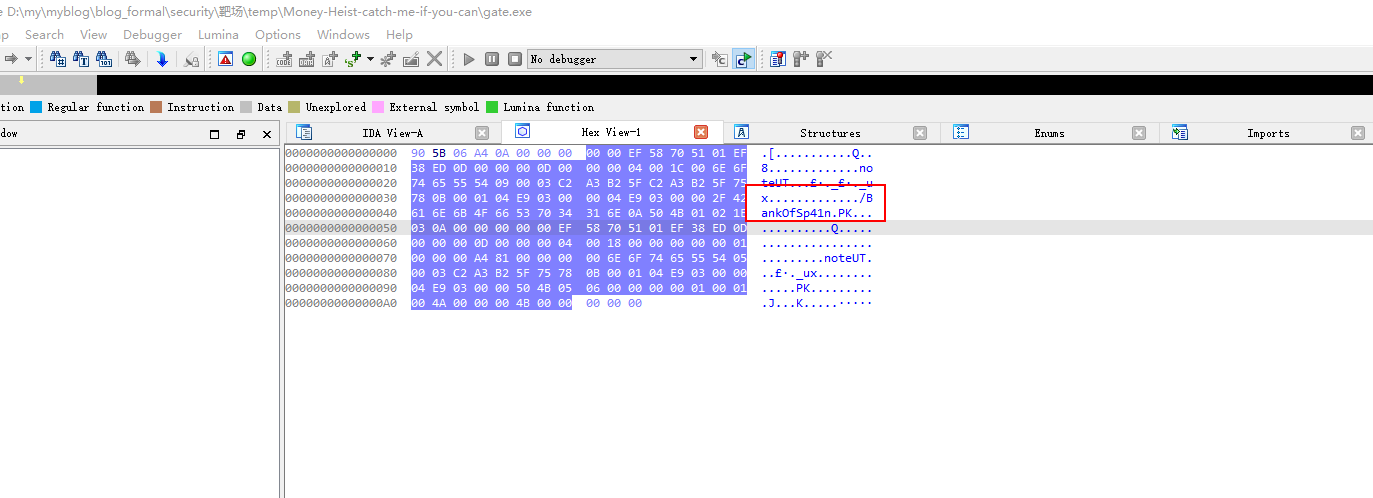 e D:\my\myblog\blog_formal\security\靶场\temp\Money-Heist-catch-me-if-you-can\gate.exe
p Search View Debugger Lumina Options Windows Help
No debugger
tion Regular function Instruction Data Unexplored External symbol Lumina function
dow IDA View-A Hex View-1 Structures Enums Imports
0000000000000000 90 5B 06 A4 0A 00 00 00 00 00 EF 58 70 51 01 EF .[...........Q..
0000000000000010 38 ED 0D 00 00 00 0D 00 00 00 04 00 1C 00 6E 6F 8.............no
0000000000000020 74 65 55 54 09 00 03 C2 A3 B2 5F C2 A3 B2 5F 75 teUT...£·._£·._u
0000000000000030 78 0B 00 01 04 E9 03 00 00 04 E9 03 00 00 2F 42 x............./B
0000000000000040 61 6E 6B 4F 66 53 70 34 31 6E 0A 50 4B 01 02 1E ankOfSp41n.PK...
0000000000000050 03 0A 00 00 00 00 00 EF 58 70 51 01 EF 38 ED 0D ..........Q.....
0000000000000060 00 00 00 0D 00 00 00 04 00 18 00 00 00 00 00 01 ................
0000000000000070 00 00 00 A4 81 00 00 00 00 6E 6F 74 65 55 54 05 .........noteUT.
0000000000000080 00 03 C2 A3 B2 5F 75 78 0B 00 01 04 E9 03 00 00 ..£·._ux........
0000000000000090 04 E9 03 00 00 50 4B 05 06 00 00 00 00 01 00 01 .....PK.........
00000000000000A0 00 4A 00 00 00 4B 00 00 00 00 00 .J...K..........